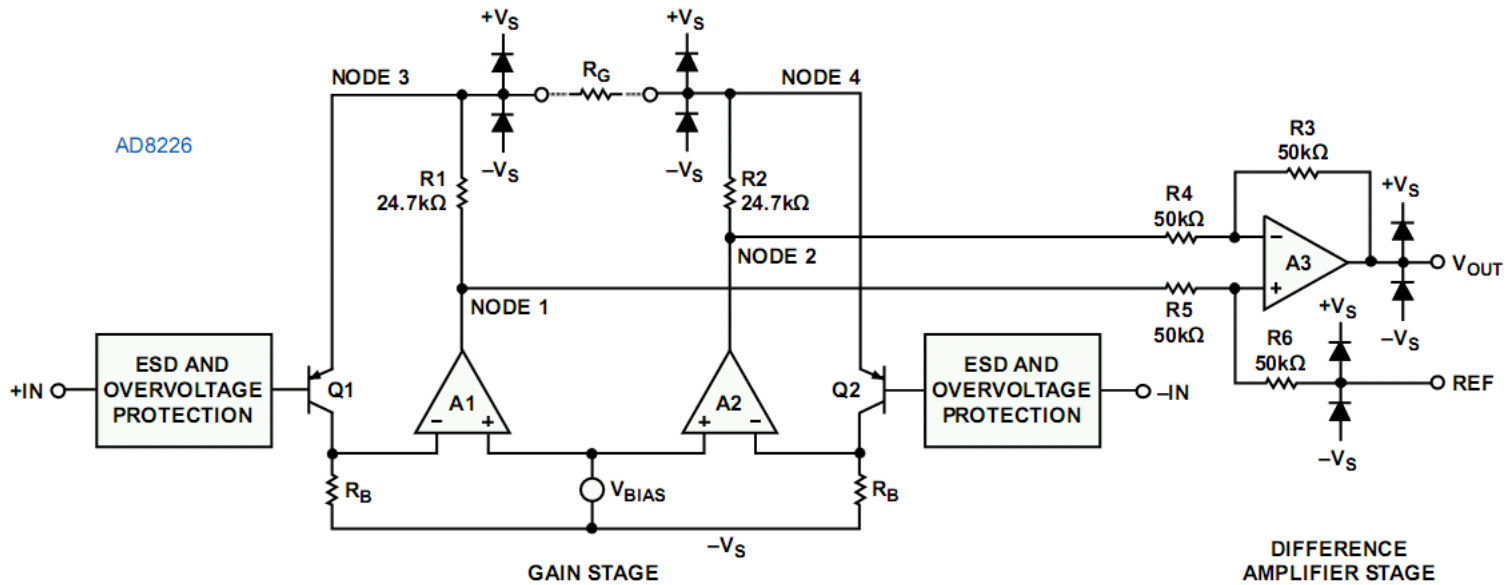 +VS
+VS
NODE 3
RG
NODE 4
AD8226
–VS
–VS
R1
24.7kΩ
R2
24.7kΩ
R3
50kΩ
R4
50kΩ
+VS
NODE 2
–
A3
+
VOUT
NODE 1
R5
50kΩ
+VS
–VS
R6
50kΩ
+IN
ESD AND
OVERVOLTAGE
PROTECTION
Q1
A1
– +
A2
+ –
Q2
ESD AND
OVERVOLTAGE
PROTECTION
–IN
REF
–VS
RB
VBIAS
RB
–VS
GAIN STAGE
DIFFERENCE
AMPLIFIER STAGE